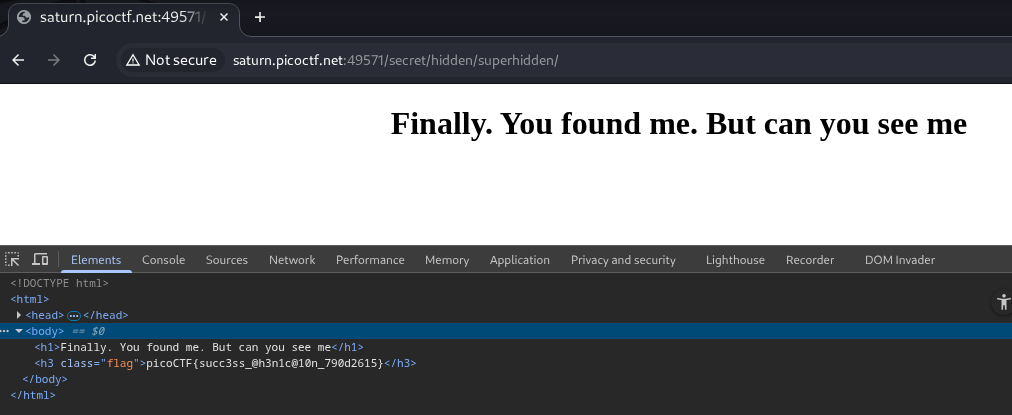 saturn.picoctf.net:49571/
Not secure saturn.picoctf.net:49571/secret/hidden/superhidden/
Finally. You found me. But can you see me
Elements Console Sources Network Performance Memory Application Privacy and security Lighthouse Recorder DOM Invader
<!DOCTYPE html>
<html>
<head> … </head>
… <body> == $0
<h1>Finally. You found me. But can you see me</h1>
<h3 class="flag">picoCTF{succ3ss_@h3n1c@10n_790d2615}</h3>
</body>
</html>